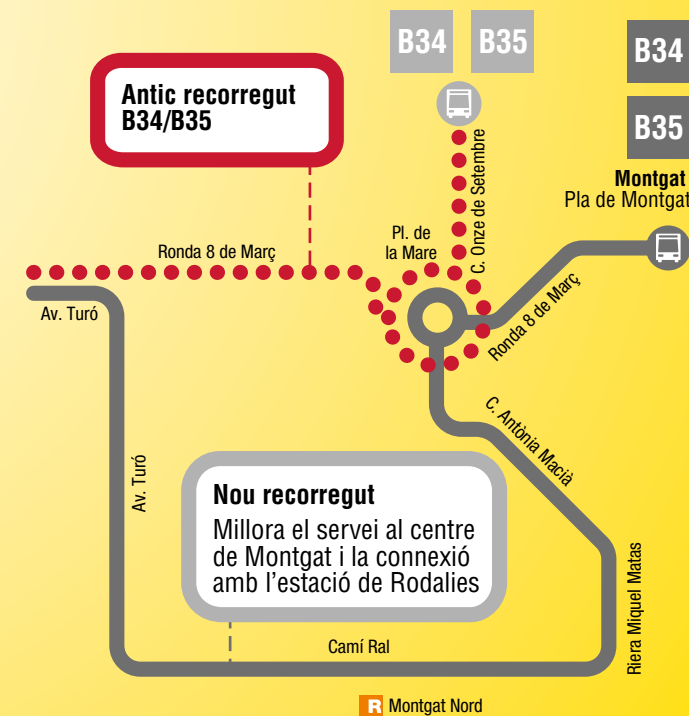 B34
B35
B34
B35
Montgat
Pla de Montgat
Antic recorregut
B34/B35
C. Onze de Setembre
Pl. de
la Mare
Ronda 8 de Març
Ronda 8 de Març
Av. Turó
Av. Turó
C. Antònia Macià
Nou recorregut
Millora el servei al centre
de Montgat i la connexió
amb l'estació de Rodalies
Riera Miquel Matas
Camí Ral
R Montgat Nord